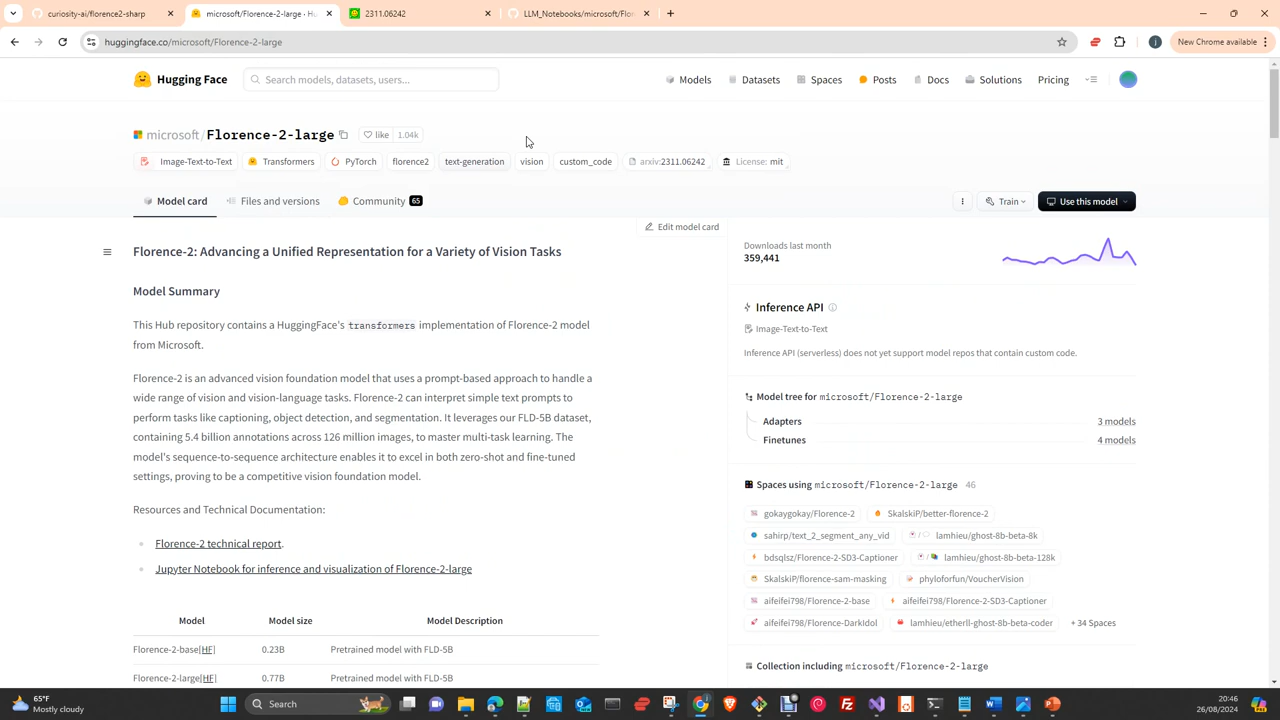 curiosity-ai/florence2-sharp
microsoft/Florence-2-large · Hu
2311.06242
LLM_Notebooks/microsoft/Flor
huggingface.co/microsoft/Florence-2-large
New Chrome available
Hugging Face
Search models, datasets, users...
Models
Datasets
Spaces
Posts
Docs
Solutions
Pricing
microsoft/Florence-2-large
like 1.04k
Image-Text-to-Text
Transformers
PyTorch
florence2
text-generation
vision
custom_code
arxiv:2311.06242
License: mit
Model card
Files and versions
Community 65
Train
Use this model
Edit model card
Florence-2: Advancing a Unified Representation for a Variety of Vision Tasks
Model Summary
This Hub repository contains a HuggingFace's transformers implementation of Florence-2 model
from Microsoft.
Florence-2 is an advanced vision foundation model that uses a prompt-based approach to handle a
wide range of vision and vision-language tasks. Florence-2 can interpret simple text prompts to
perform tasks like captioning, object detection, and segmentation. It leverages our FLD-5B dataset,
containing 5.4 billion annotations across 126 million images, to master multi-task learning. The
model's sequence-to-sequence architecture enables it to excel in both zero-shot and fine-tuned
settings, proving to be a competitive vision foundation model.
Resources and Technical Documentation:
Florence-2 technical report.
Jupyter Notebook for inference and visualization of Florence-2-large
Model Model size Model Description
Florence-2-base[HF] 0.23B Pretrained model with FLD-5B
Florence-2-large[HF] 0.77B Pretrained model with FLD-5B
Downloads last month
359,441
Inference API
Image-Text-to-Text
Inference API (serverless) does not yet support model repos that contain custom code.
Model tree for microsoft/Florence-2-large
Adapters 3 models
Finetunes 4 models
Spaces using microsoft/Florence-2-large 46
gokaygokay/Florence-2
SkalskiP/better-florence-2
sahirp/text_2_segment_any_vid
lamhieu/ghost-8b-beta-8k
bdsqlsz/Florence-2-SD3-Captioner
lamhieu/ghost-8b-beta-128k
SkalskiP/florence-sam-masking
phyloforfun/VoucherVision
aifeifei798/Florence-2-base
aifeifei798/Florence-2-SD3-Captioner
aifeifei798/Florence-DarkIdol
lamhieu/etherll-ghost-8b-beta-coder
+ 34 Spaces
Collection including microsoft/Florence-2-large
65°F
Mostly cloudy
Search
20:46
26/08/2024